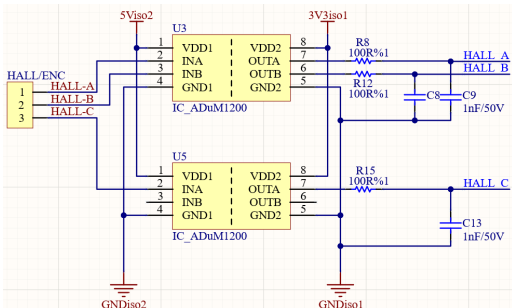 5Viso2
3V3iso1
U3
1 VDD1 VDD2 8
2 INA OUTA 7
3 INB OUTB 6
4 GND1 GND2 5
IC_ADuM1200
R8
100R%1
R12
100R%1
HALL_A
HALL_B
C8
C9
1nF/50V
HALL/ENC
1 HALL-A
2 HALL-B
3 HALL-C
U5
1 VDD1 VDD2 8
2 INA OUTA 7
3 INB OUTB 6
4 GND1 GND2 5
IC_ADuM1200
R15
100R%1
HALL_C
C13
1nF/50V
GNDiso2
GNDiso1